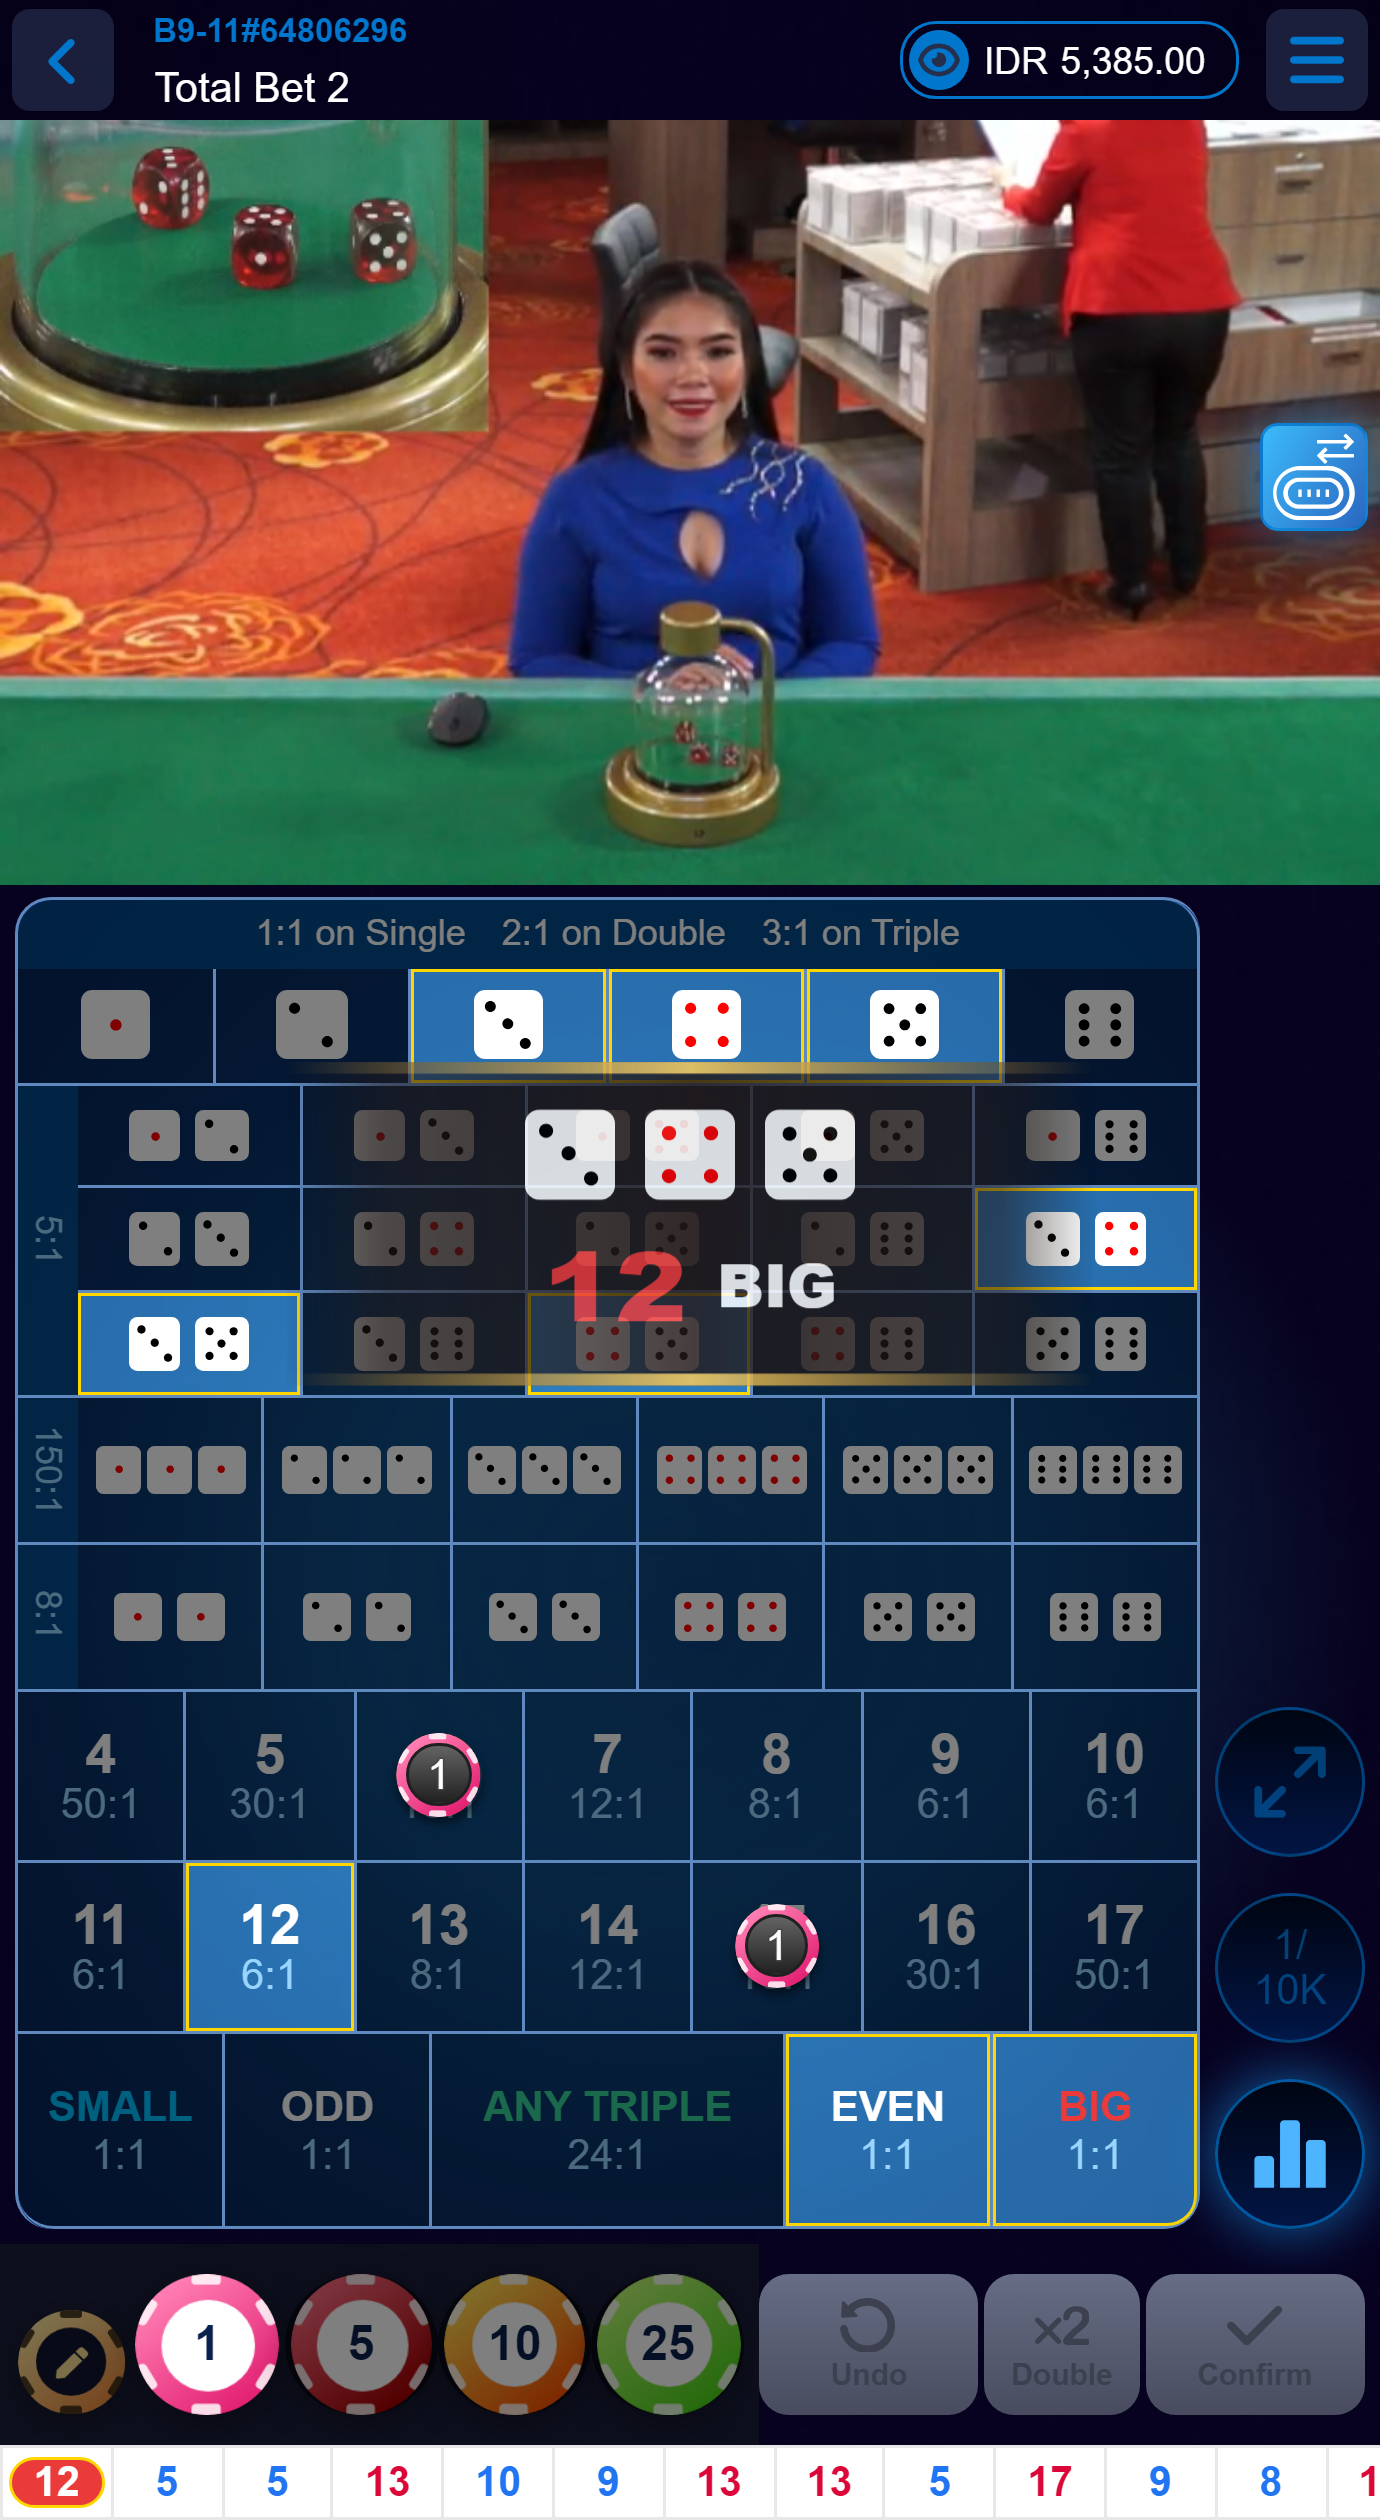 B9-11#64806296
Total Bet 2
IDR 5,385.00
1:1 on Single 2:1 on Double 3:1 on Triple
5:1
12 BIG
150:1
8:1
4 5 1 7 8 9 10
50:1 30:1 12:1 8:1 6:1 6:1
11 12 13 14 1 16 17
6:1 6:1 8:1 12:1 30:1 50:1
1/
10K
SMALL ODD ANY TRIPLE EVEN BIG
1:1 1:1 24:1 1:1 1:1
1 5 10 25
x2
Undo Double Confirm
12 5 5 13 10 9 13 13 5 17 9 8